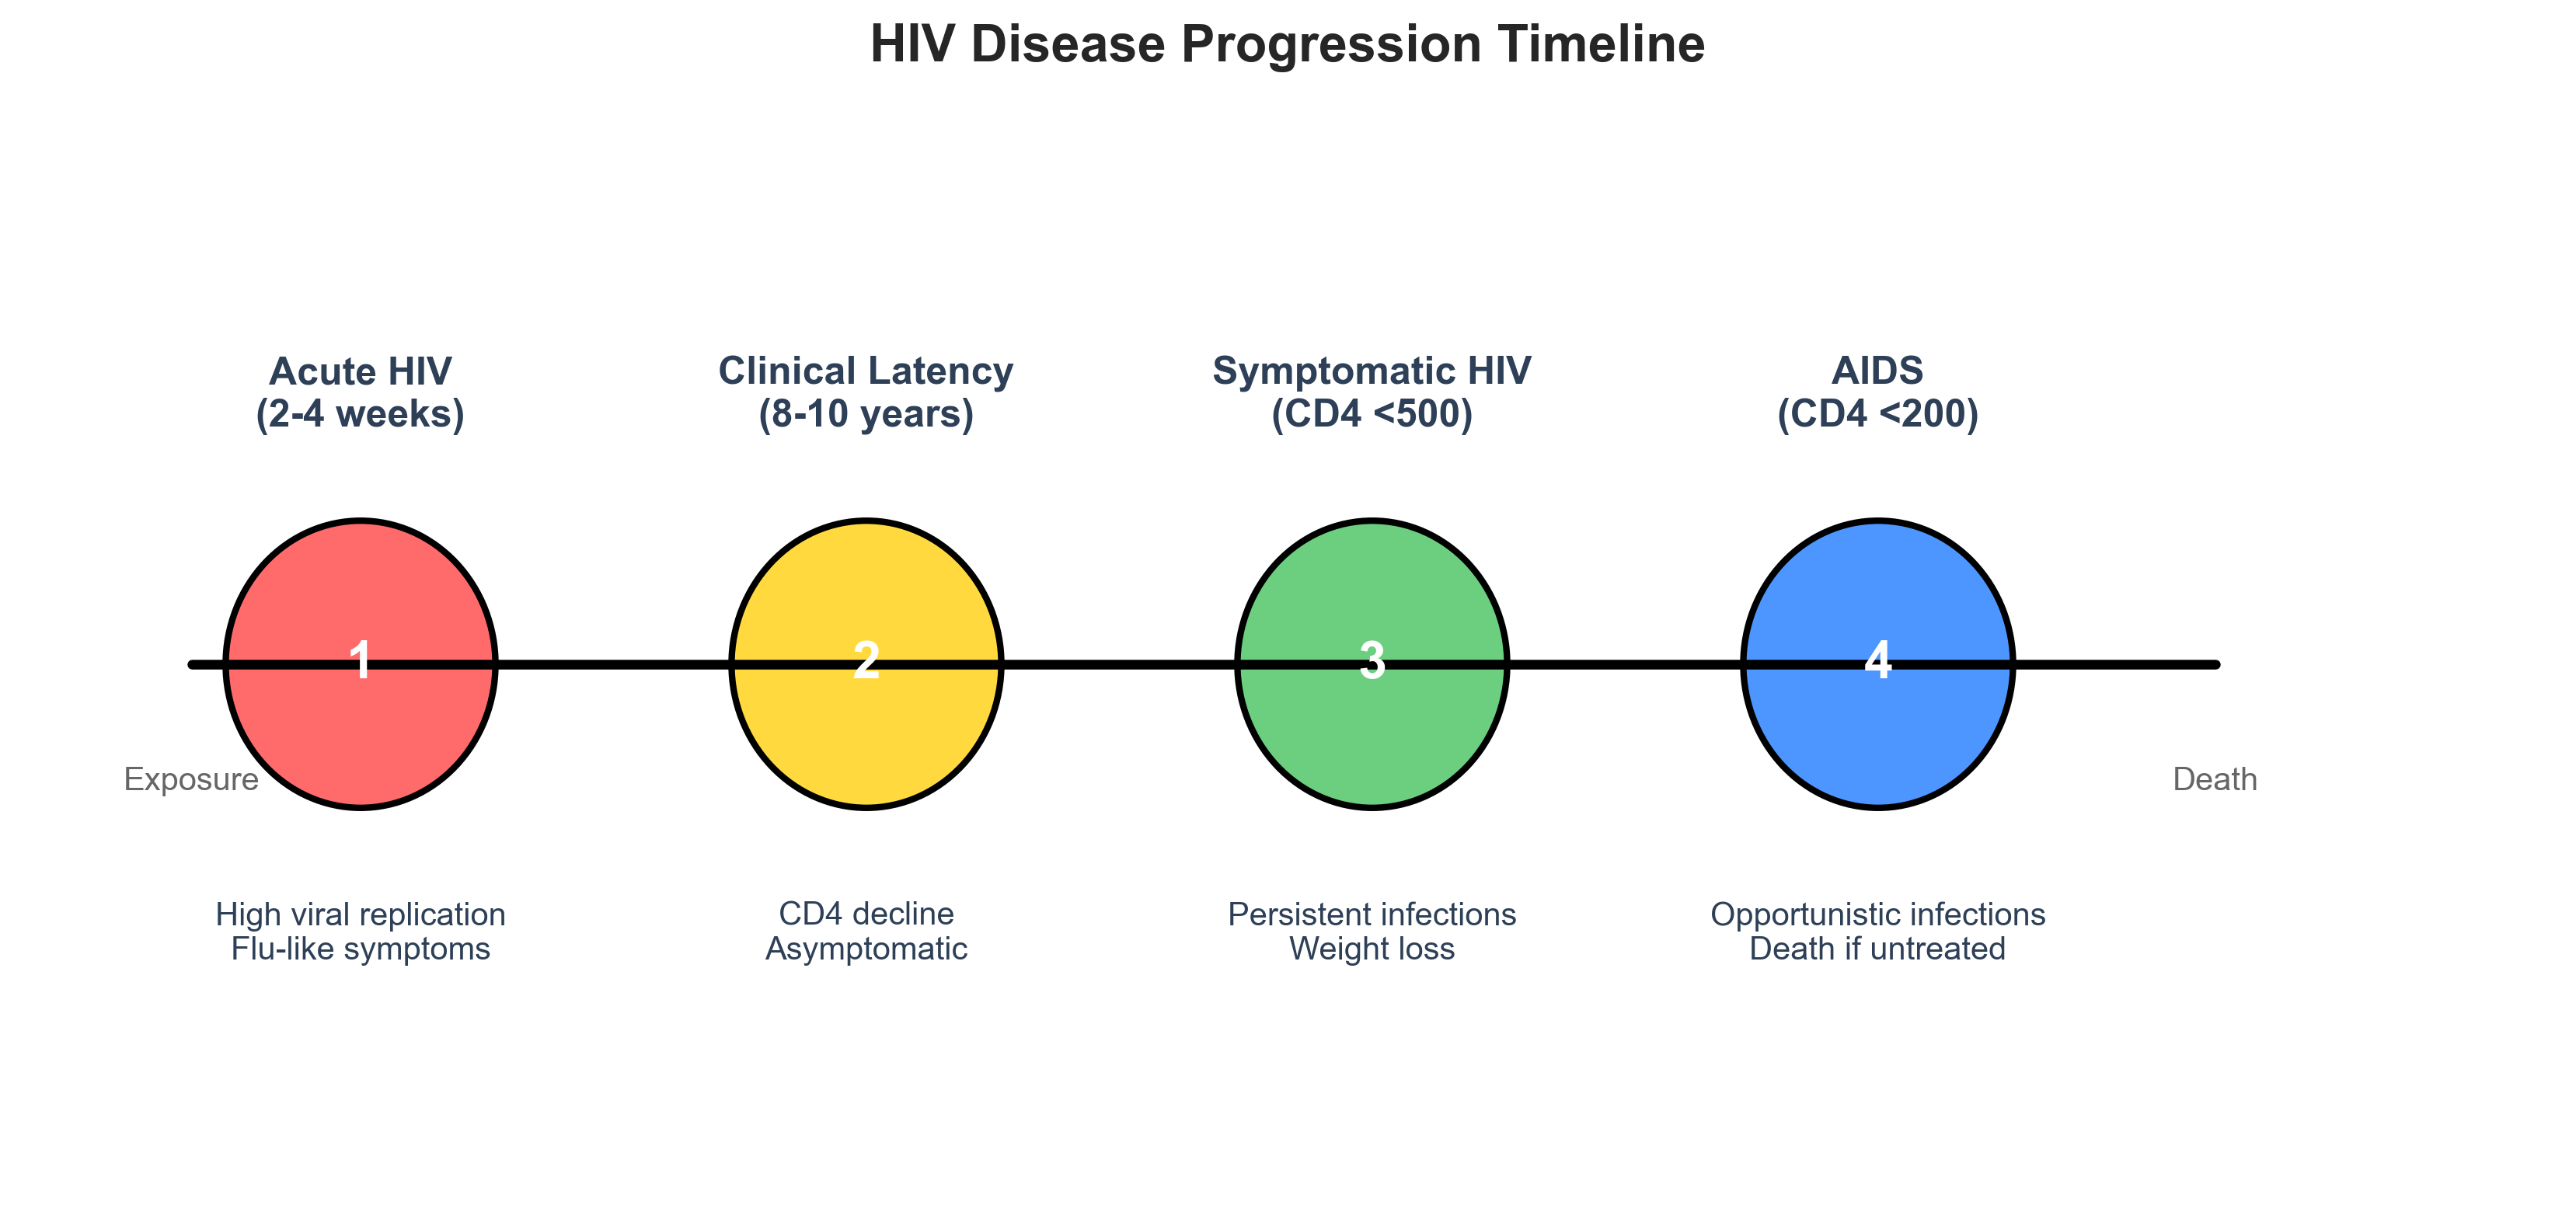 HIV Disease Progression Timeline
Acute HIV
(2-4 weeks)
Clinical Latency
(8-10 years)
Symptomatic HIV
(CD4 <500)
AIDS
(CD4 <200)
1
2
3
4
Exposure
Death
High viral replication
Flu-like symptoms
CD4 decline
Asymptomatic
Persistent infections
Weight loss
Opportunistic infections
Death if untreated